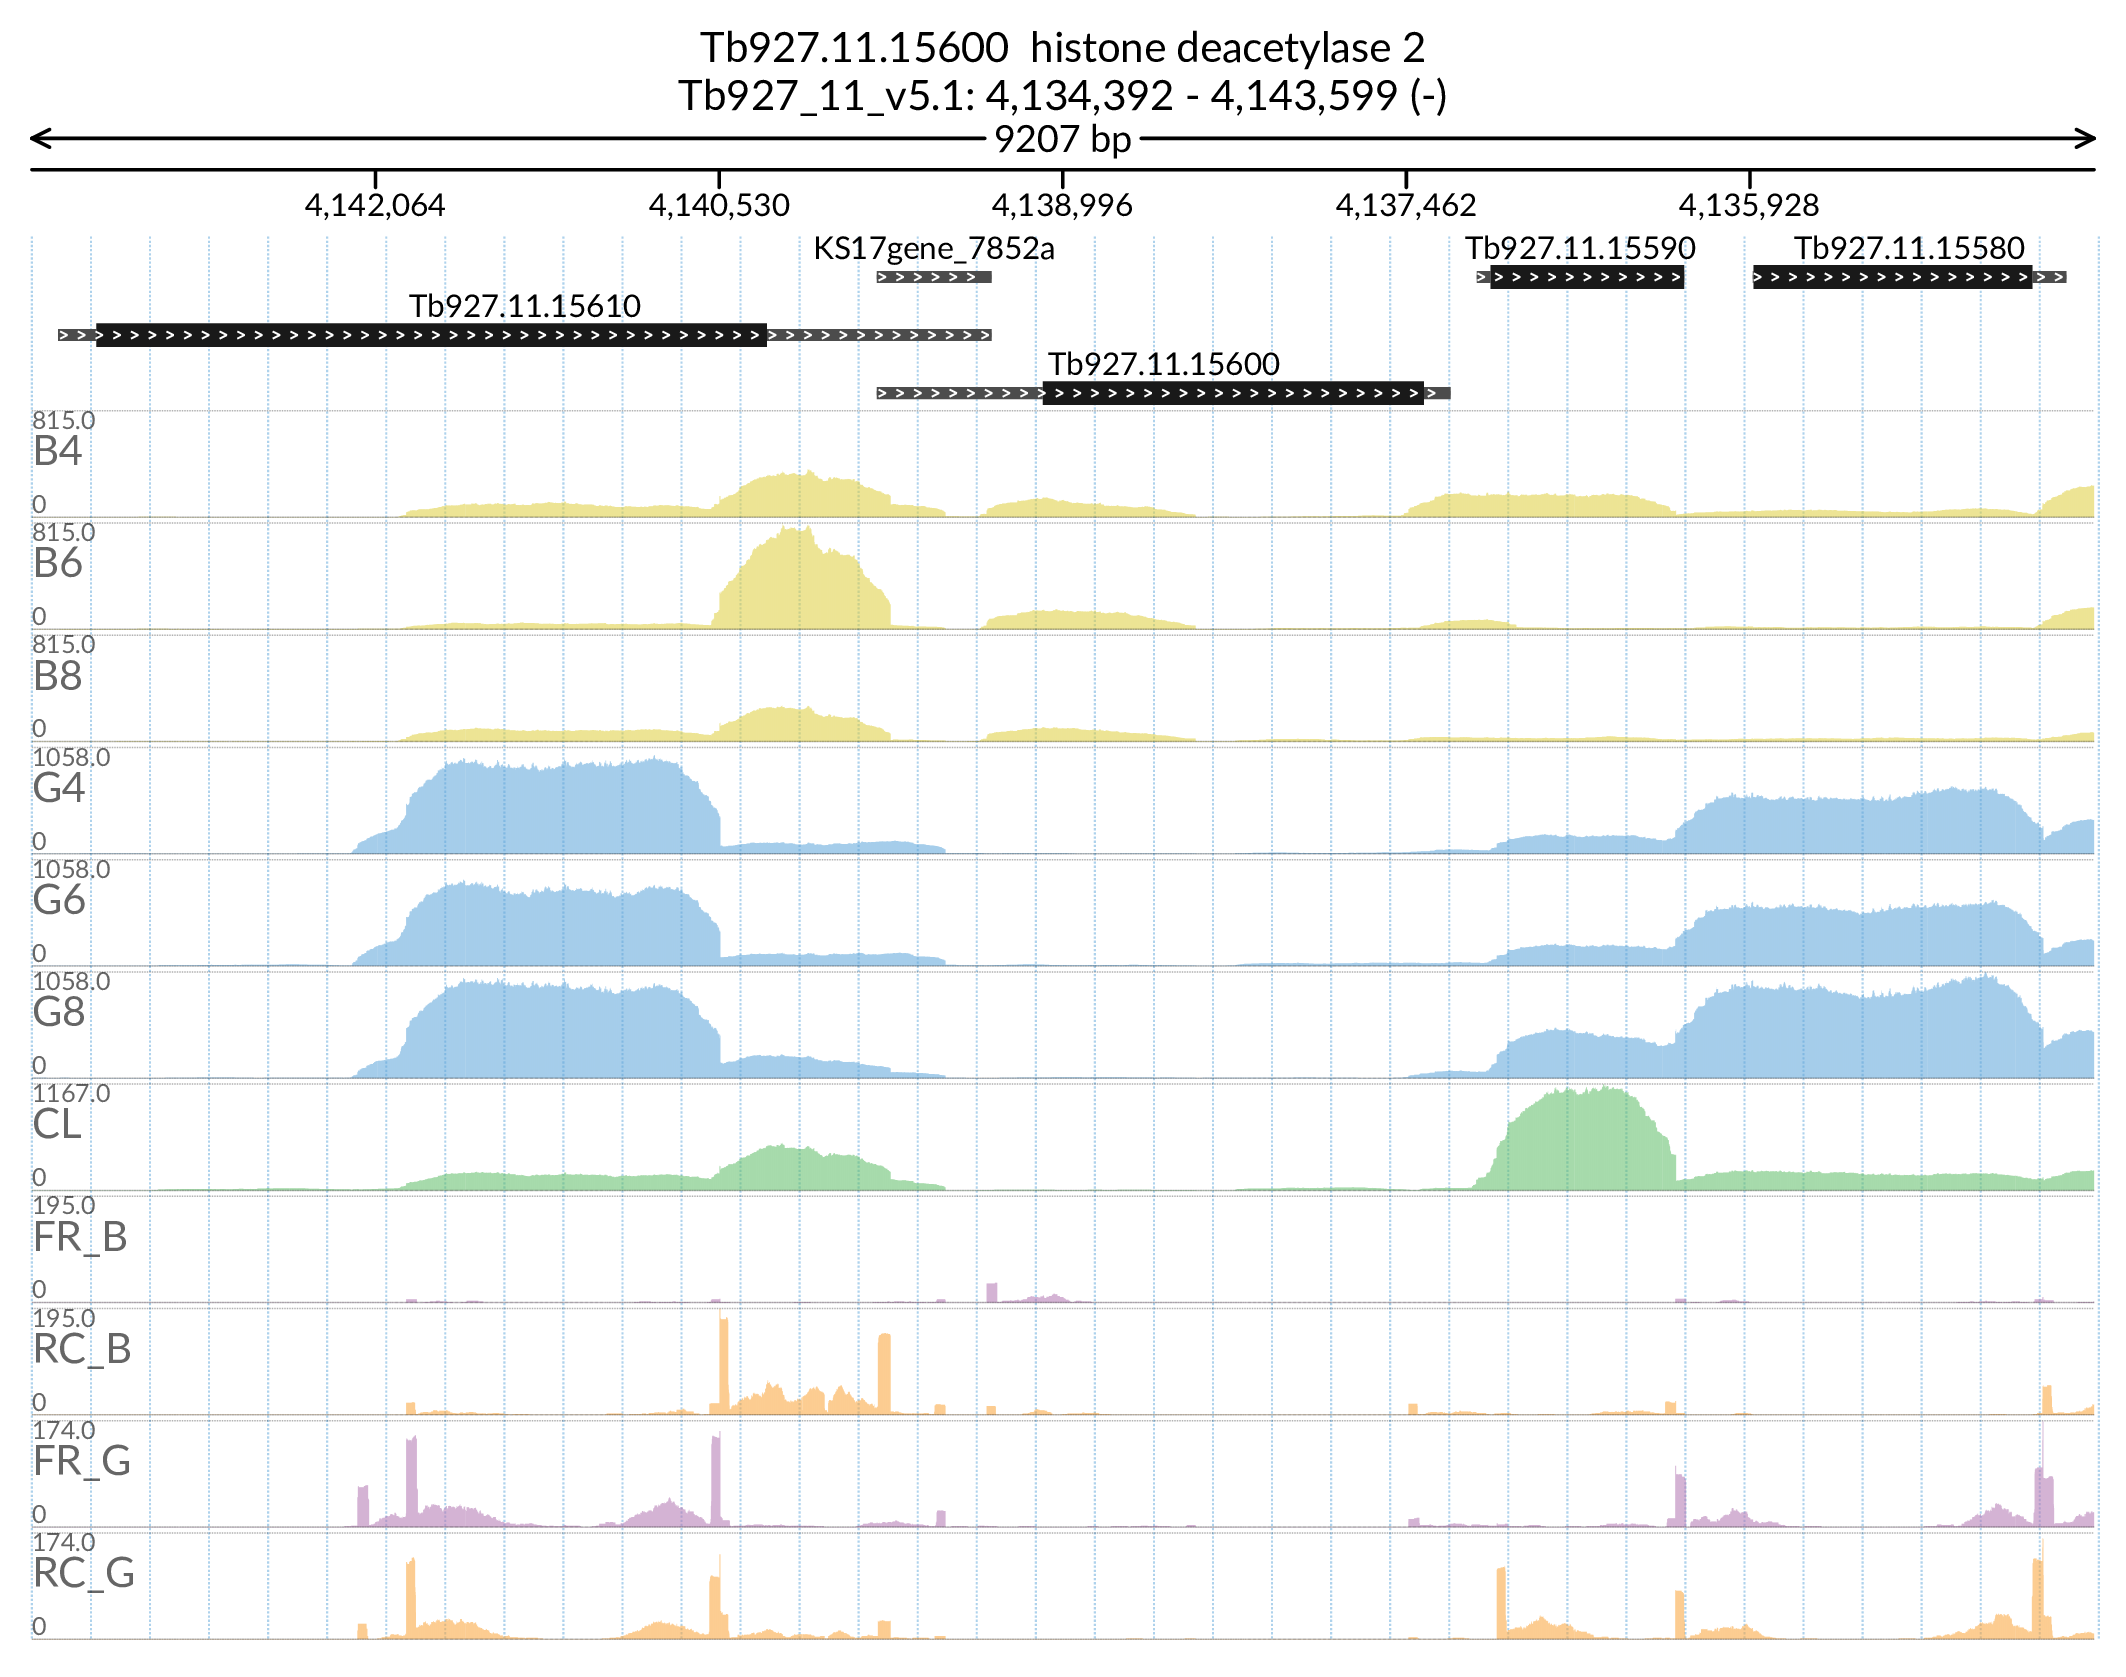 Tb927.11.15600 histone deacetylase 2
Tb927_11_v5.1: 4,134,392 - 4,143,599 (-)
9207 bp
4,142,064 4,140,530 4,138,996 4,137,462 4,135,928
KS17gene_7852a Tb927.11.15590 Tb927.11.15580
Tb927.11.15610
Tb927.11.15600
815.0
B4
0
815.0
B6
0
815.0
B8
0
1058.0
G4
0
1058.0
G6
0
1058.0
G8
0
1167.0
CL
0
195.0
FR_B
0
195.0
RC_B
0
174.0
FR_G
0
174.0
RC_G
0